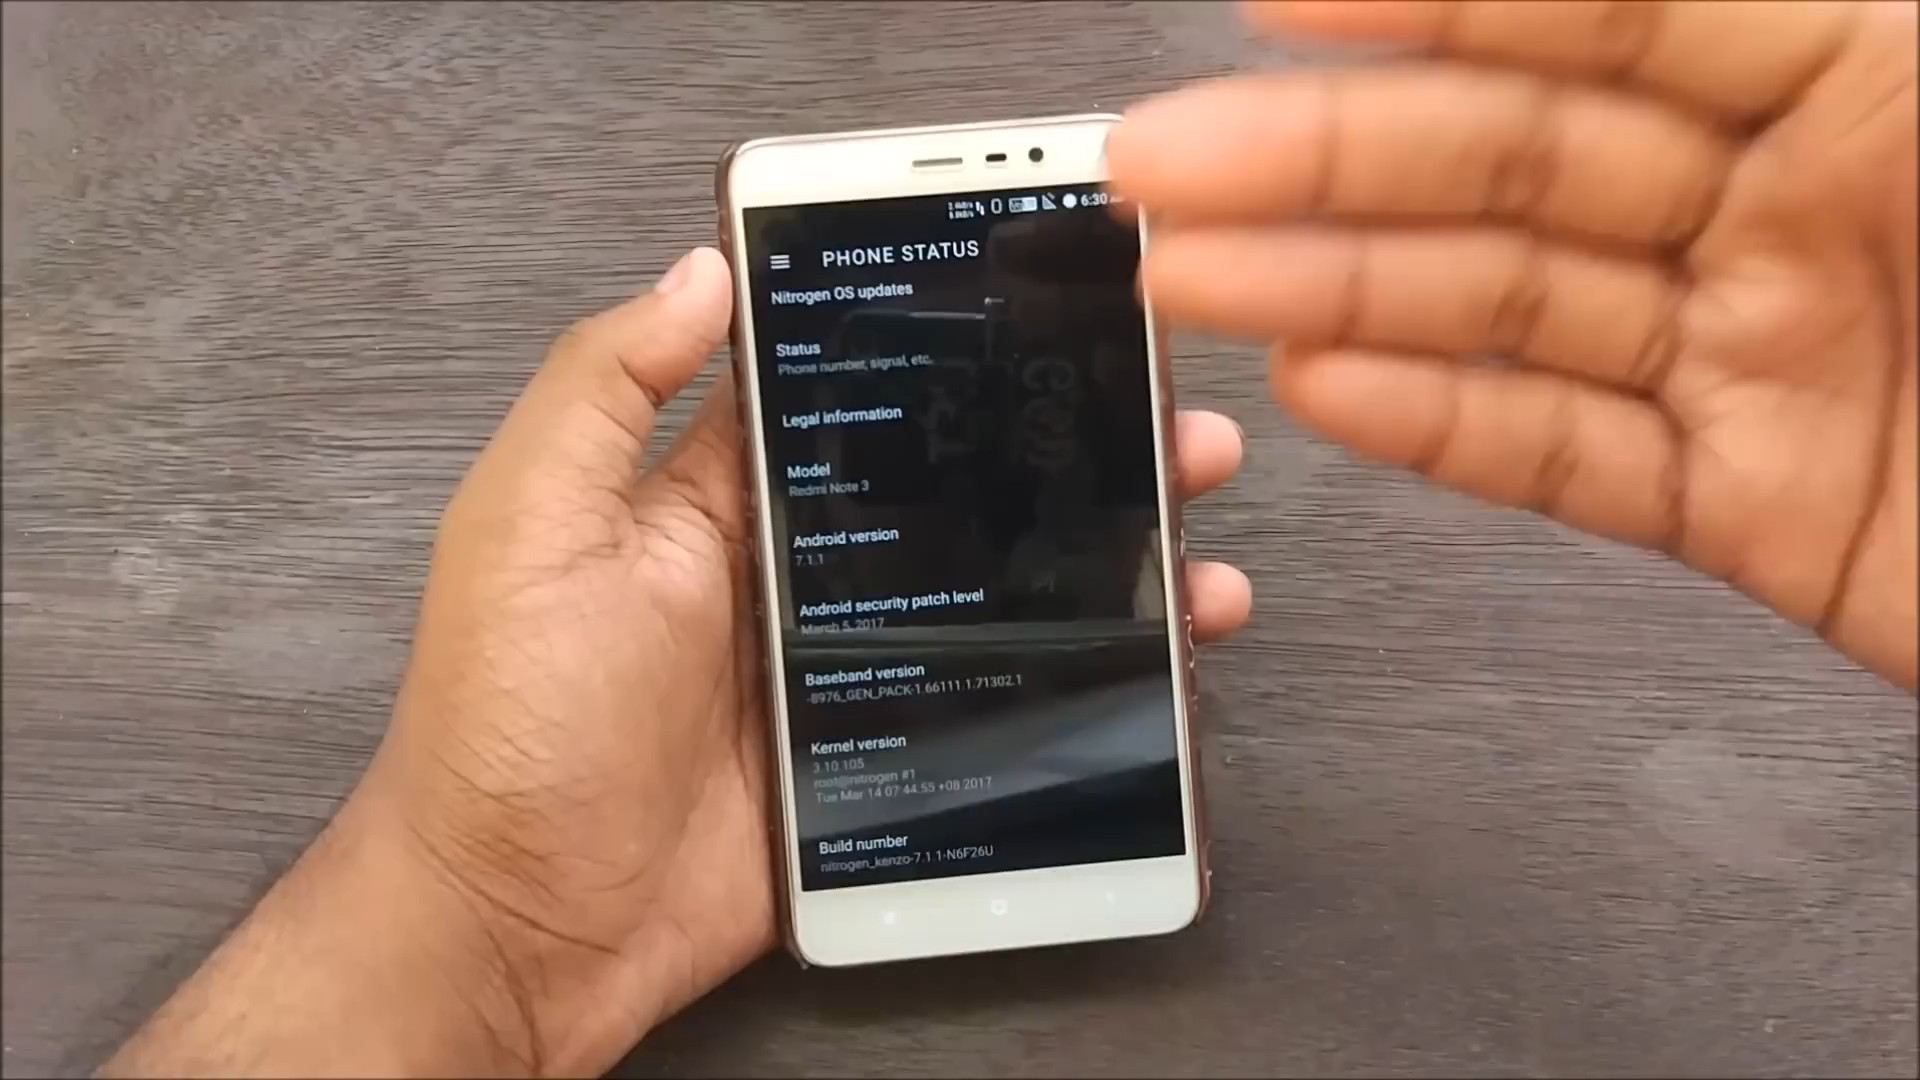 6:30
PHONE STATUS
Nitrogen OS updates
Status
Phone number, signal, etc.
Legal information
Model
Redmi Note 3
Android version
7.1.1
Android security patch level
March 5, 2017
Baseband version
-8976_GEN_PACK-1.66111.1.71302.1
Kernel version
3.10.105
root@nitrogen #1
Tue Mar 14 07:44:55 +08 2017
Build number
nitrogen_kenzo-7.1.1-N6F26U